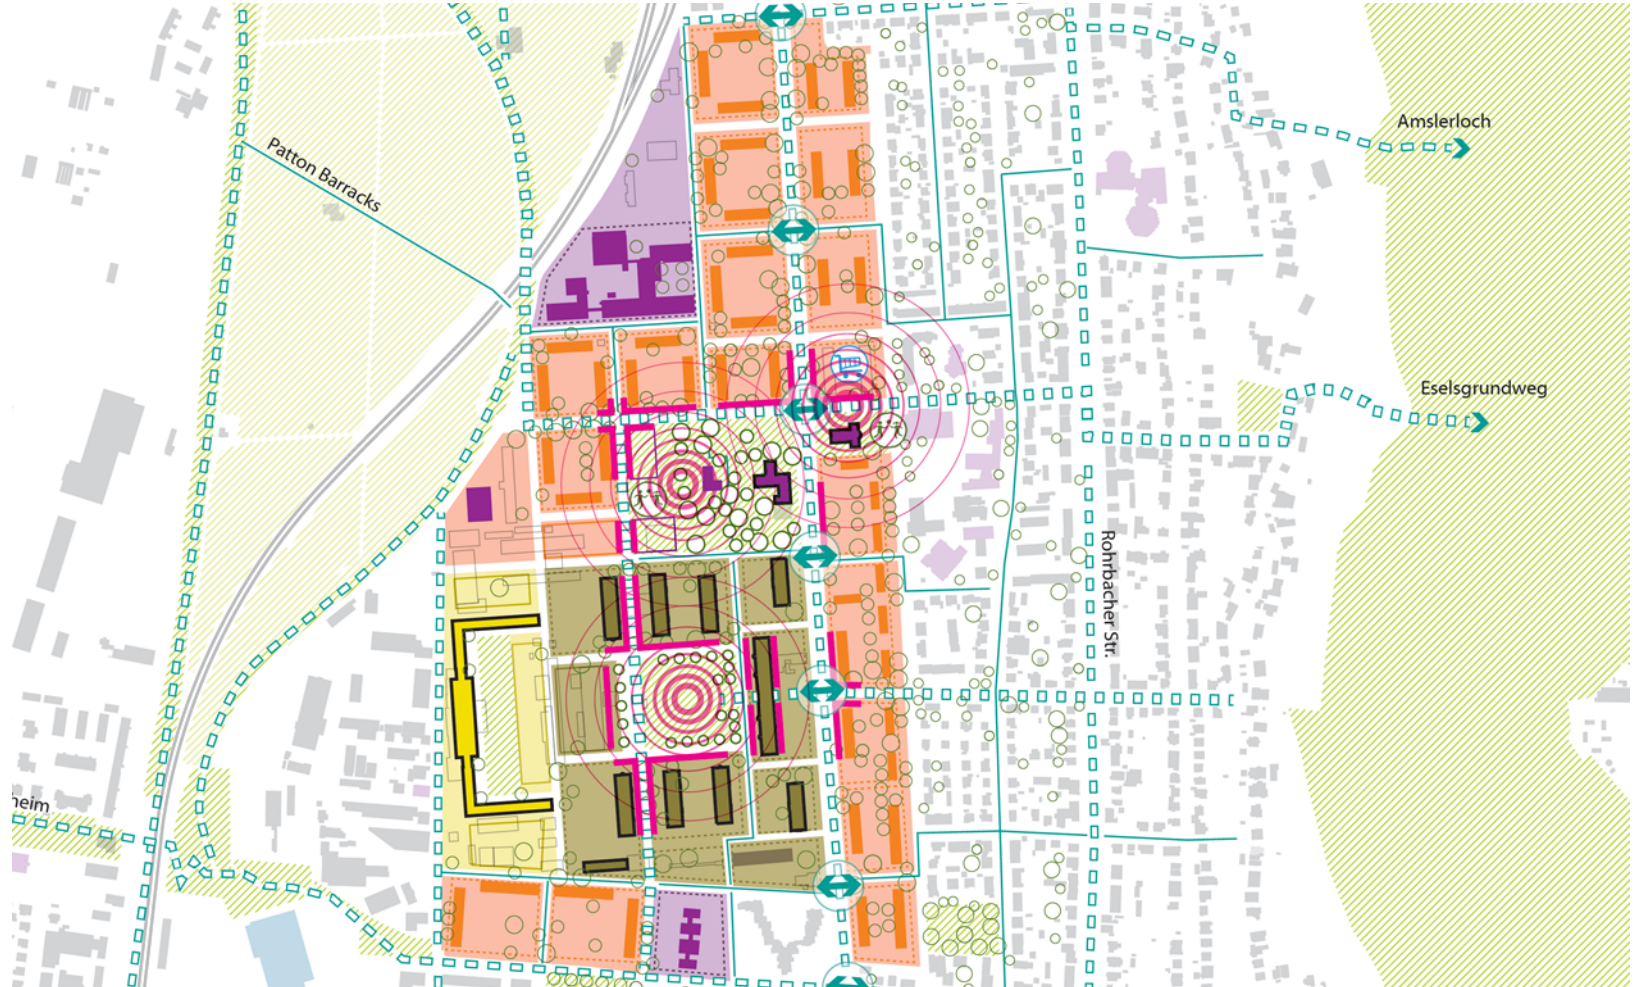 Amslerloch
Patton Barracks
Eselsgrundweg
Rohrbacher Str.
heim